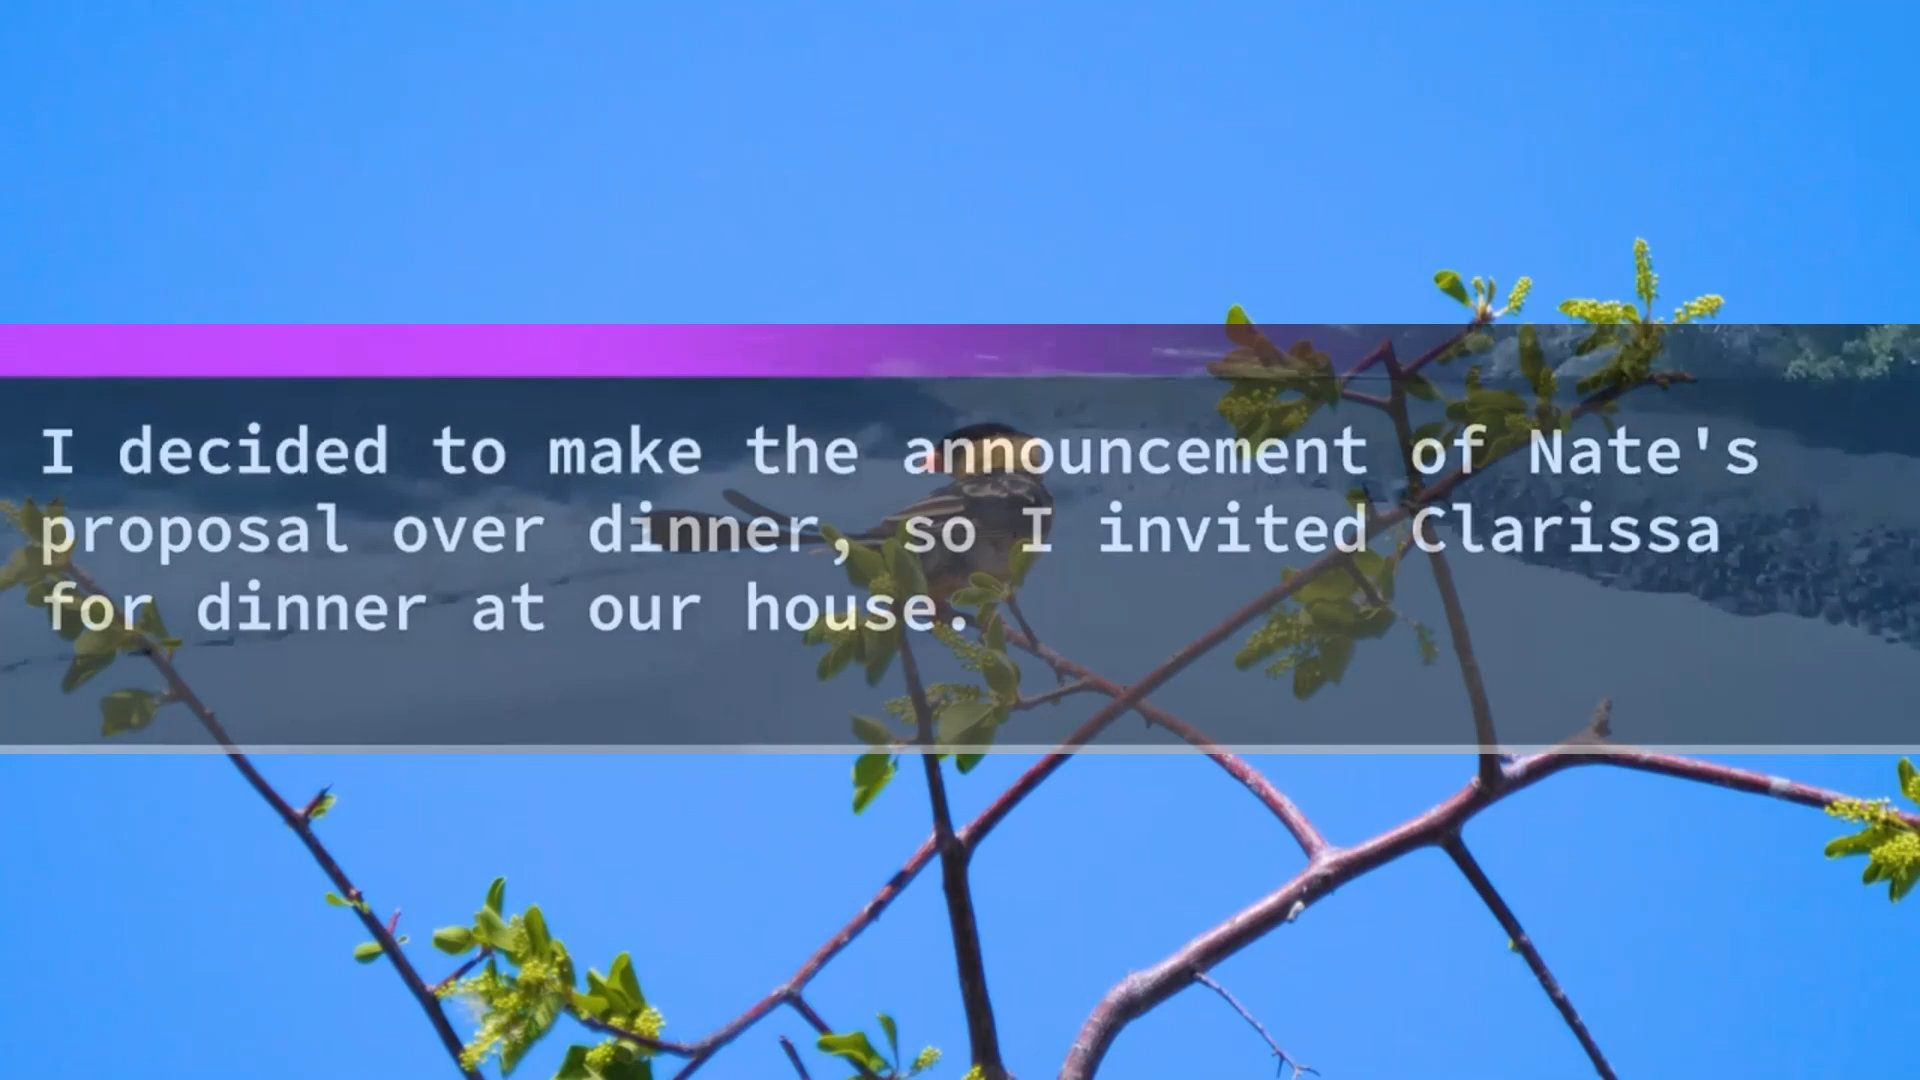 I decided to make the announcement of Nate's
proposal over dinner, so I invited Clarissa
for dinner at our house.